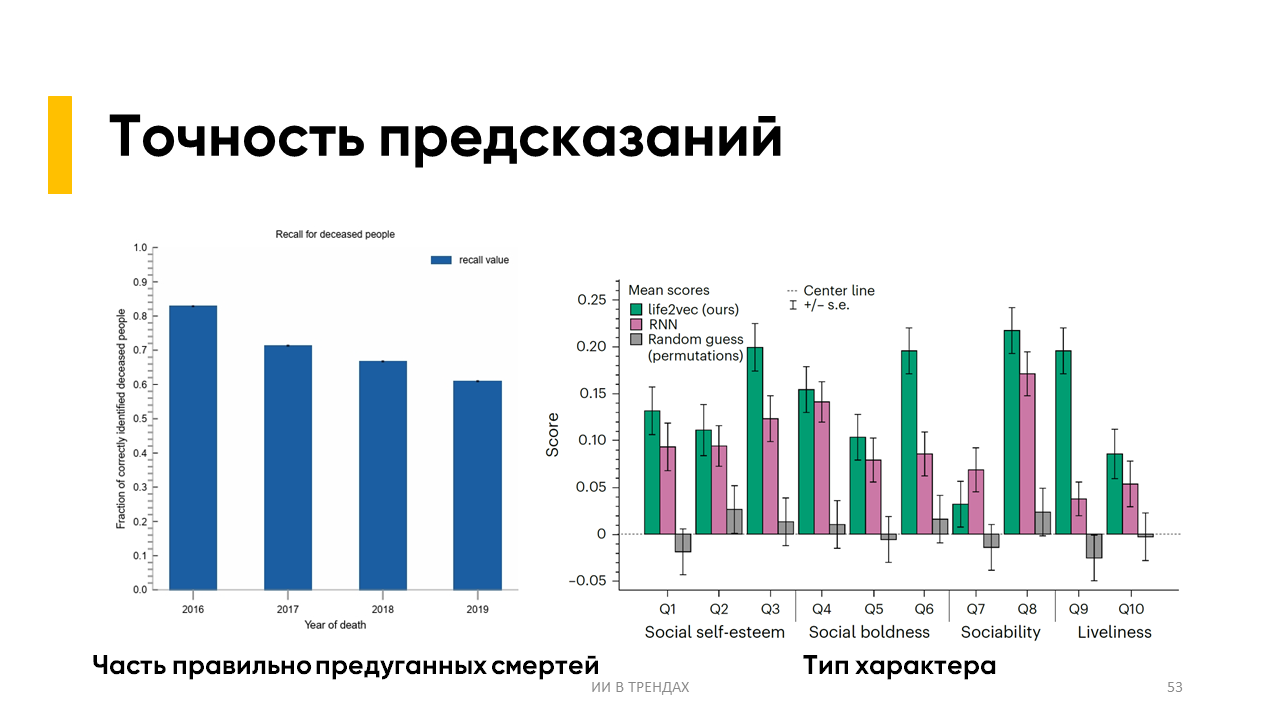 Точность предсказаний
Recall for deceased people
recall value
Fraction of correctly identified deceased people
1.0
0.9
0.8
0.7
0.6
0.5
0.4
0.3
0.2
0.1
0.0
2016 2017 2018 2019
Year of death
Часть правильно предуганных смертей
Mean scores
life2vec (ours)
RNN
Random guess
(permutations)
Center line
+/– s.e.
Score
0.25
0.20
0.15
0.10
0.05
0
–0.05
Q1 Q2 Q3 Q4 Q5 Q6 Q7 Q8 Q9 Q10
Social self-esteem Social boldness Sociability Liveliness
Тип характера
ИИ В ТРЕНДАХ
53